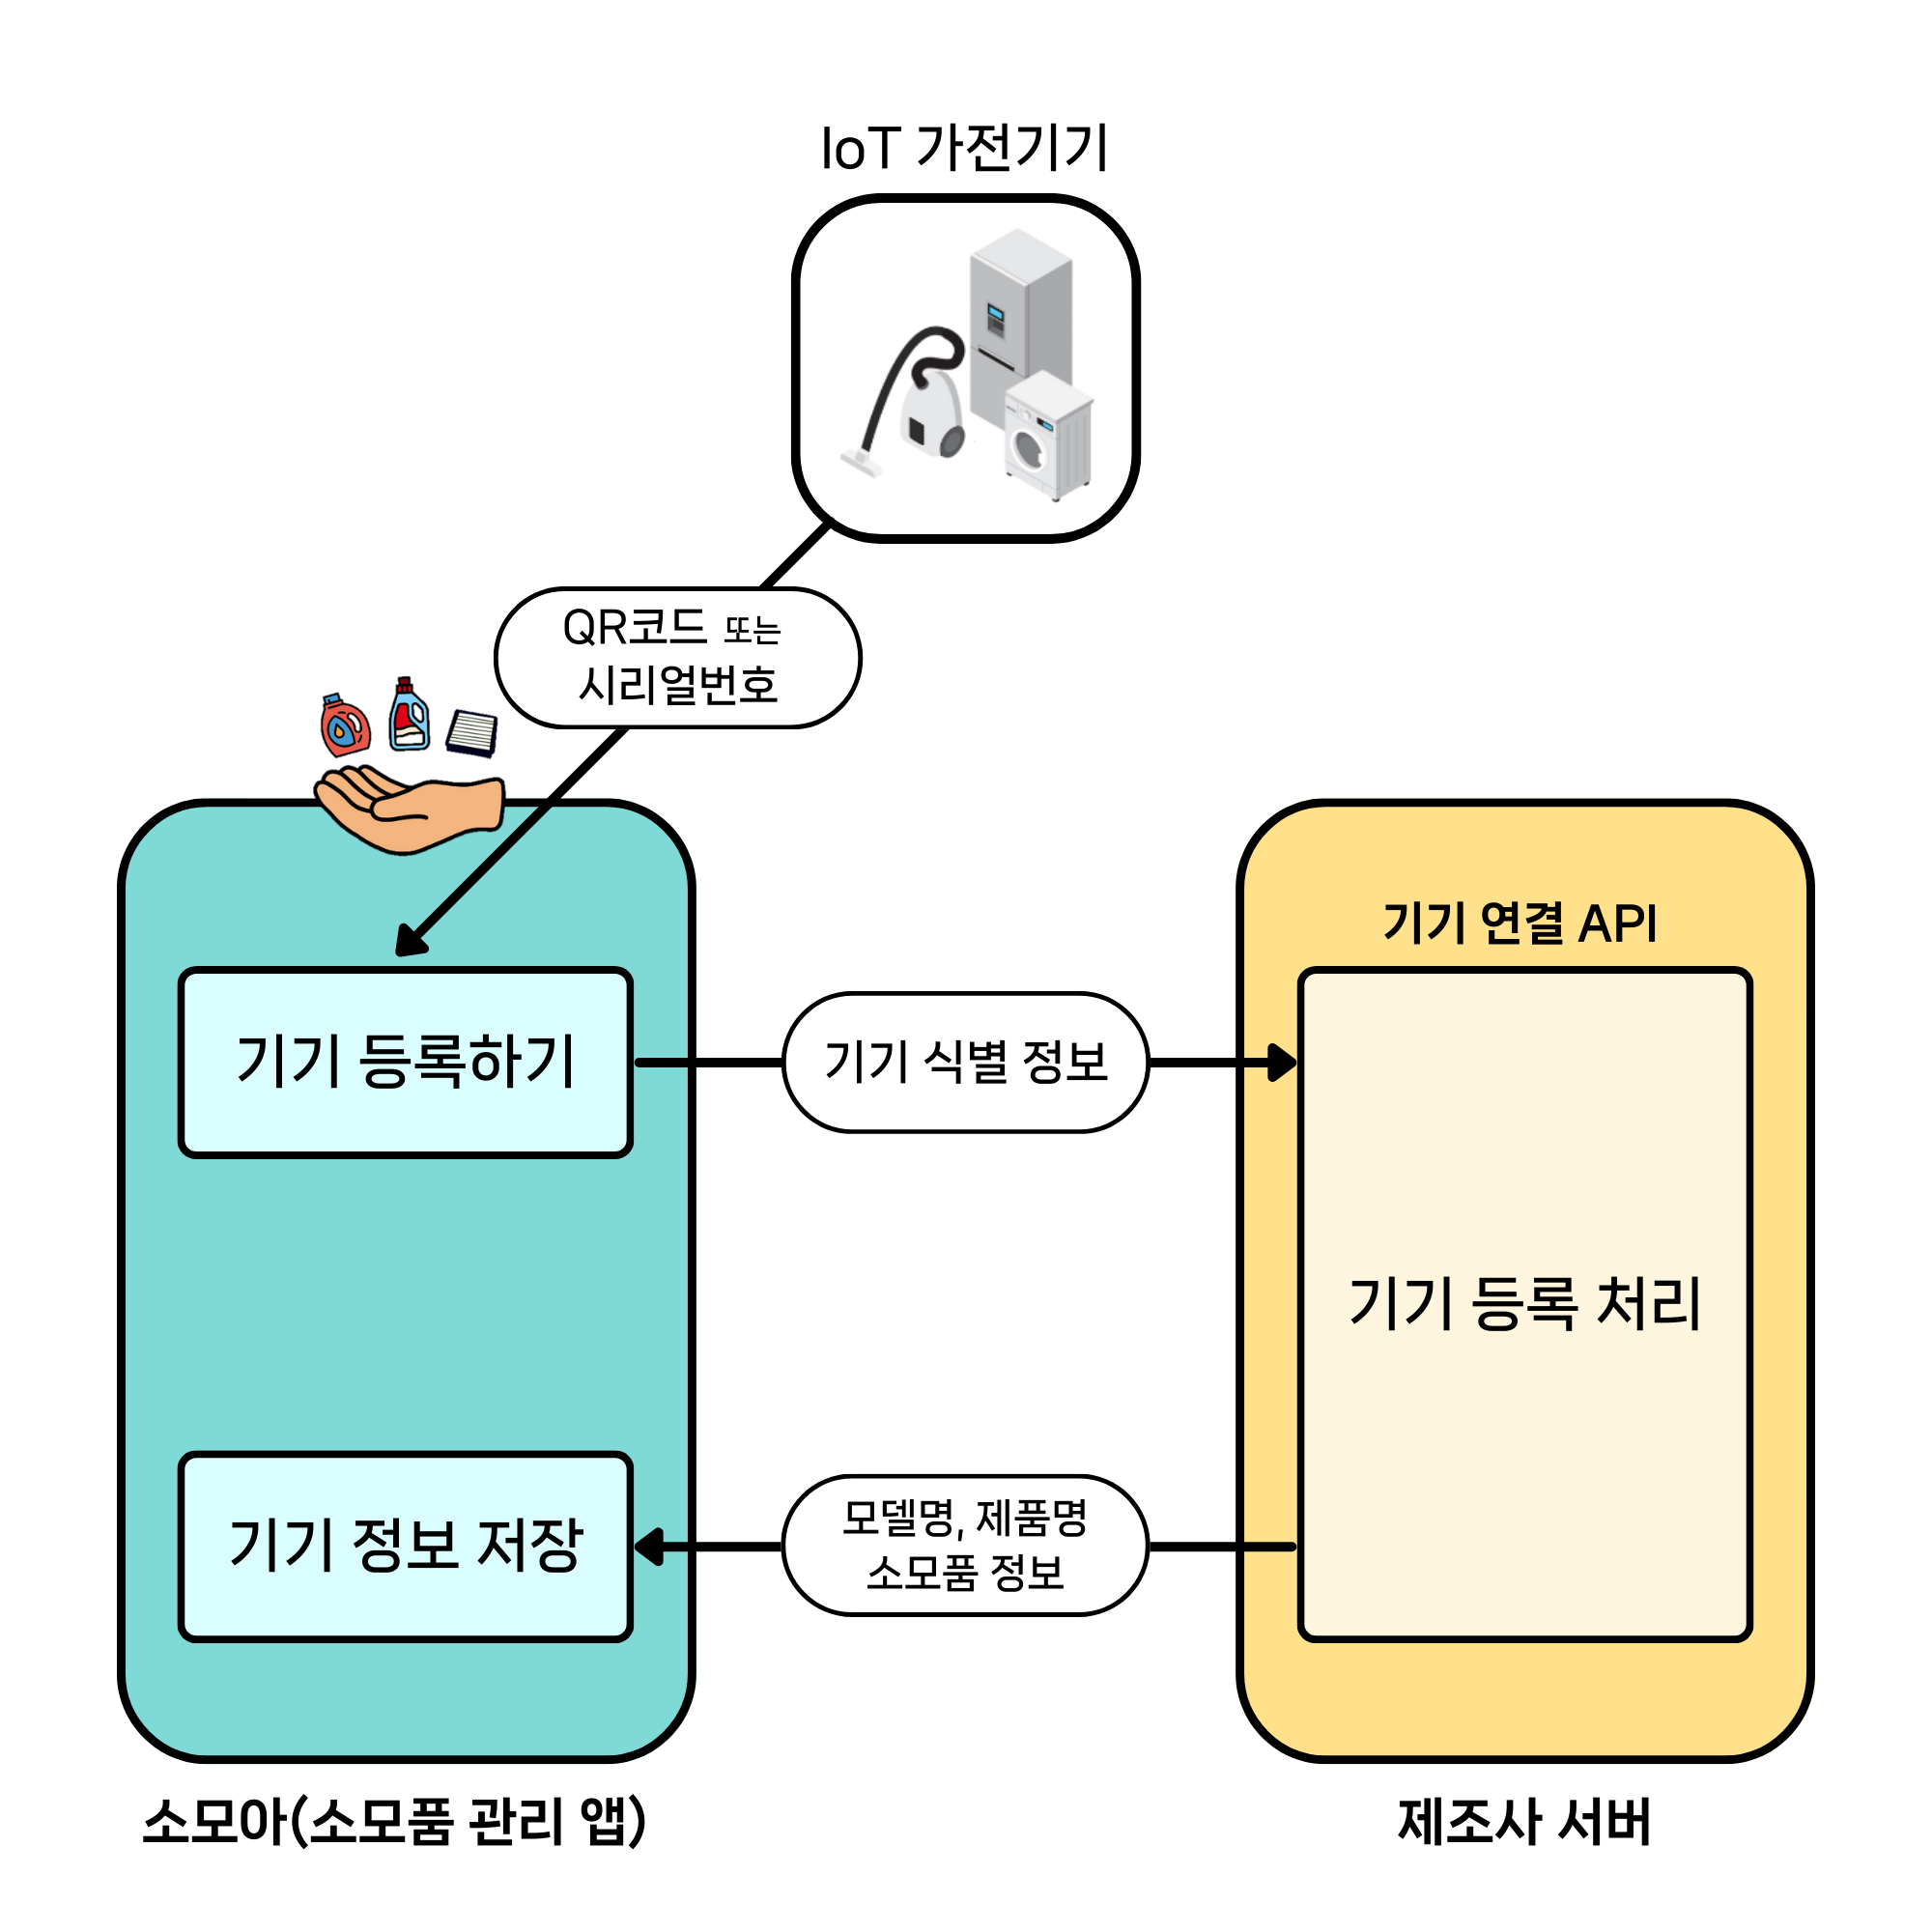 IoT 가전기기
QR코드 또는
시리얼번호
기기 연결 API
기기 등록하기
기기 식별 정보
기기 등록 처리
기기 정보 저장
모델명, 제품명
소모품 정보
소모아(소모품 관리 앱)
제조사 서버